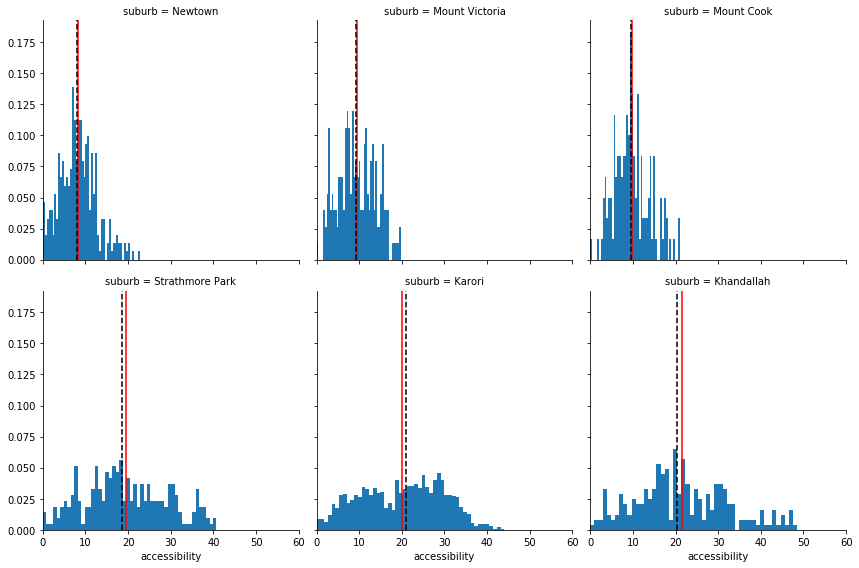 suburb = Newtown
suburb = Mount Victoria
suburb = Mount Cook
0.175
0.150
0.125
0.100
0.075
0.050
0.025
0.000
suburb = Strathmore Park
suburb = Karori
suburb = Khandallah
0.175
0.150
0.125
0.100
0.075
0.050
0.025
0.000
0 10 20 30 40 50 60
0 10 20 30 40 50 60
0 10 20 30 40 50 60
accessibility
accessibility
accessibility